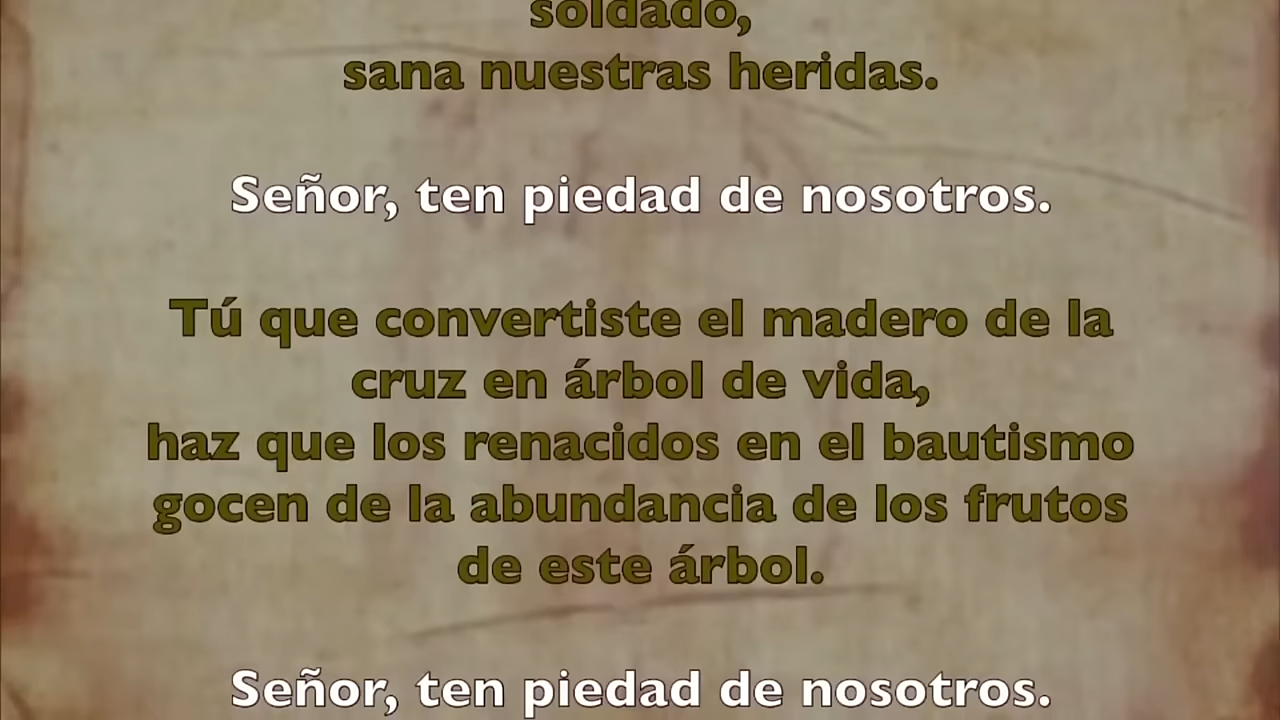 soldado,
sana nuestras heridas.
Señor, ten piedad de nosotros.
Tú que convertiste el madero de la
cruz en árbol de vida,
haz que los renacidos en el bautismo
gocen de la abundancia de los frutos
de este árbol.
Señor, ten piedad de nosotros.